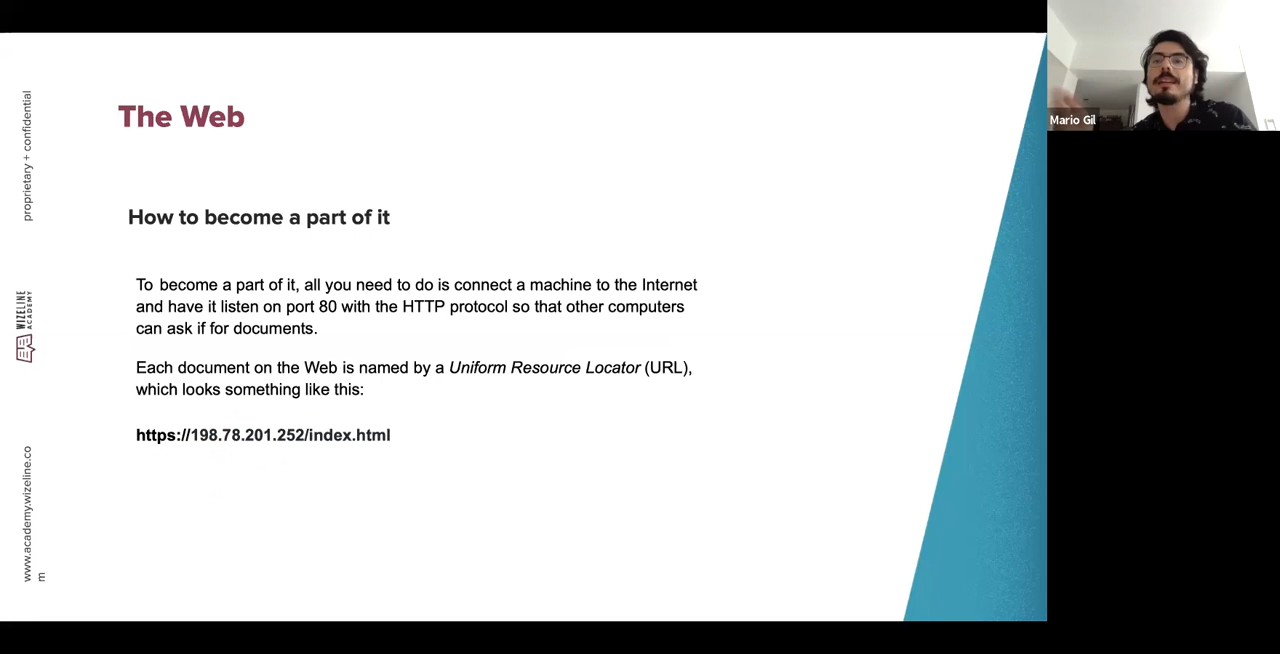 The Web
How to become a part of it
To become a part of it, all you need to do is connect a machine to the Internet
and have it listen on port 80 with the HTTP protocol so that other computers
can ask if for documents.
Each document on the Web is named by a Uniform Resource Locator (URL),
which looks something like this:
https://198.78.201.252/index.html
proprietary + confidential
WIZELINE
ACADEMY
www.academy.wizeline.co
m
Mario Gil